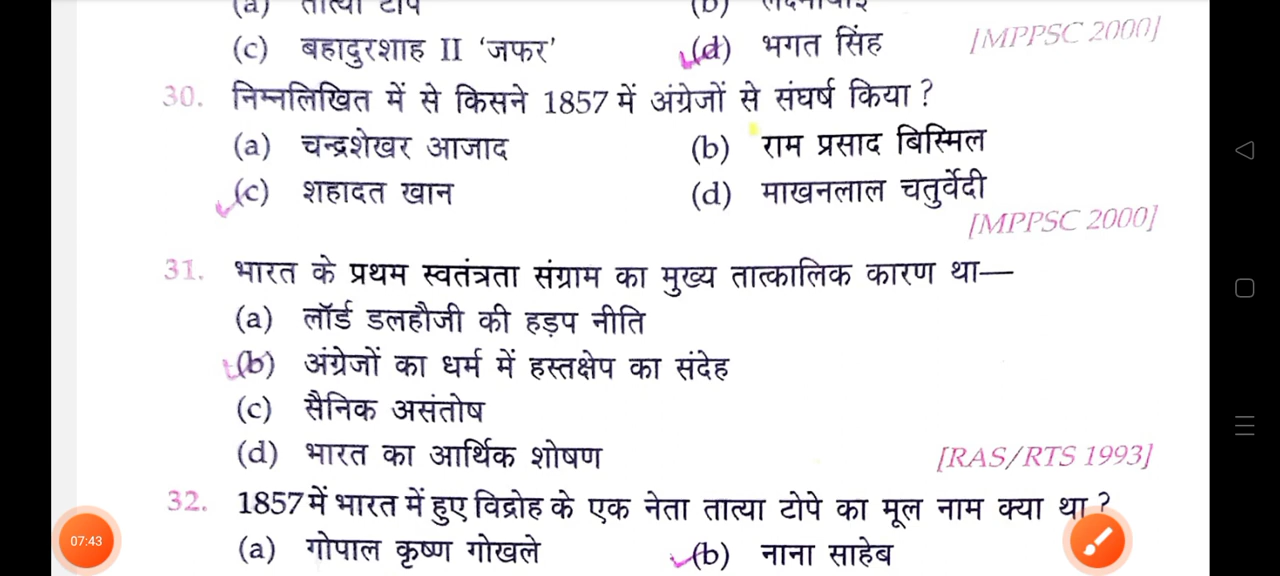 (a) तात्या टोपे (b) लक्ष्मीबाई
(c) बहादुरशाह II ‘जफर’ (d) भगत सिंह [MPPSC 2000]
30. निम्नलिखित में से किसने 1857 में अंग्रेजों से संघर्ष किया ?
(a) चन्द्रशेखर आजाद (b) राम प्रसाद बिस्मिल
(c) शहादत खान (d) माखनलाल चतुर्वेदी
[MPPSC 2000]
31. भारत के प्रथम स्वतंत्रता संग्राम का मुख्य तात्कालिक कारण था—
(a) लॉर्ड डलहौजी की हड़प नीति
(b) अंग्रेजों का धर्म में हस्तक्षेप का संदेह
(c) सैनिक असंतोष
(d) भारत का आर्थिक शोषण [RAS/RTS 1993]
32. 1857 में भारत में हुए विद्रोह के एक नेता तात्या टोपे का मूल नाम क्या था ?
(a) गोपाल कृष्ण गोखले (b) नाना साहेब
07:43